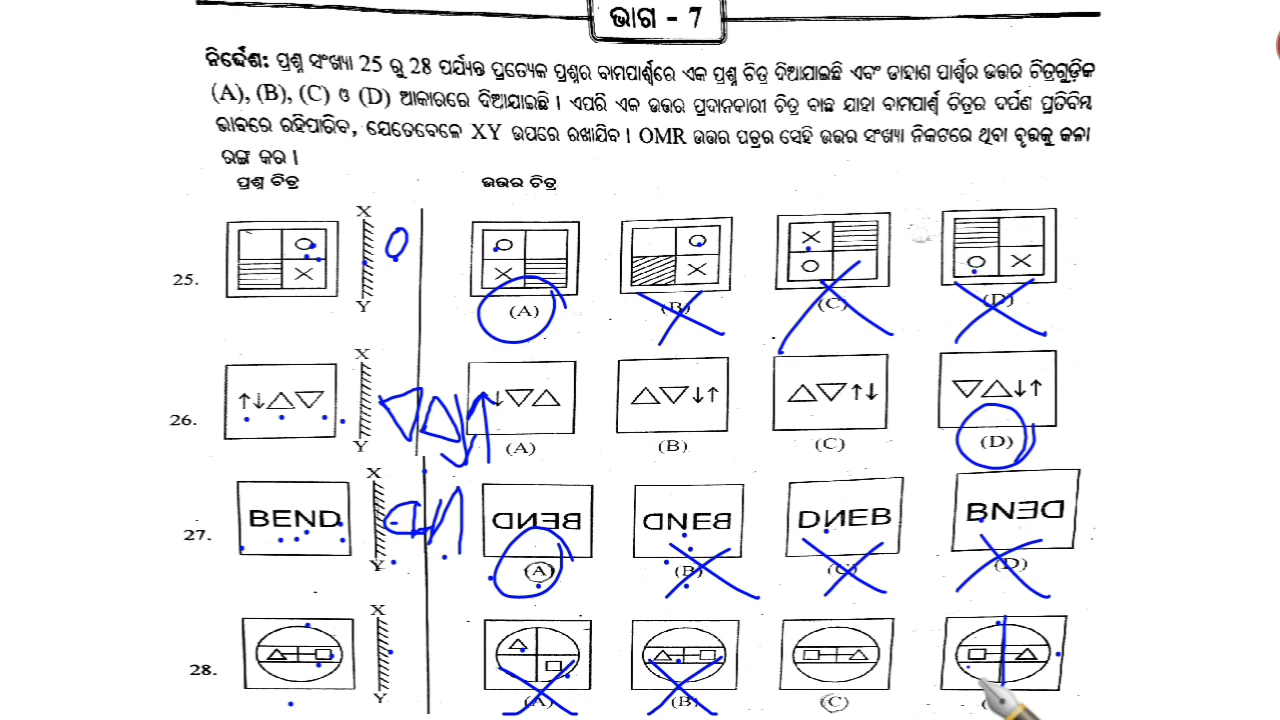 ଭାଗ - 7
ନିର୍ଦ୍ଦେଶ: ପ୍ରଶ୍ନ ସଂଖ୍ୟା 25 ରୁ 28 ପର୍ଯ୍ୟନ୍ତ ପ୍ରତ୍ୟେକ ପ୍ରଶ୍ନର ବାମପାର୍ଶ୍ୱରେ ଏକ ପ୍ରଶ୍ନ ଚିତ୍ର ଦିଆଯାଇଛି ଏବଂ ଡାହାଣ ପାର୍ଶ୍ୱର ଉତ୍ତର ଚିତ୍ରଗୁଡ଼ିକ
(A), (B), (C) ଓ (D) ଆକାରରେ ଦିଆଯାଇଛି । ଏପରି ଏକ ଉତ୍ତର ପ୍ରଦାନକାରୀ ଚିତ୍ର ବାଛ ଯାହା ବାମପାର୍ଶ୍ୱ ଚିତ୍ରର ଦର୍ପଣ ପ୍ରତିବିମ୍ବ
ଭାବରେ ରହିପାରିବ, ଯେତେବେଳେ XY ଉପରେ ରଖାଯିବ । OMR ଉତ୍ତର ପତ୍ରର ସେହି ଉତ୍ତର ସଂଖ୍ୟା ନିକଟରେ ଥିବା ବୃତ୍ତକୁ କଳା
ରଙ୍ଗ କର ।
ପ୍ରଶ୍ନ ଚିତ୍ର ଉତ୍ତର ଚିତ୍ର
X
25.
Y (A) (B) (C) (D)
X
26.
Y (A) (B) (C) (D)
X
27. BEND
Y (A) (B) (C) (D)
X
28.
Y (A) (B) (C)